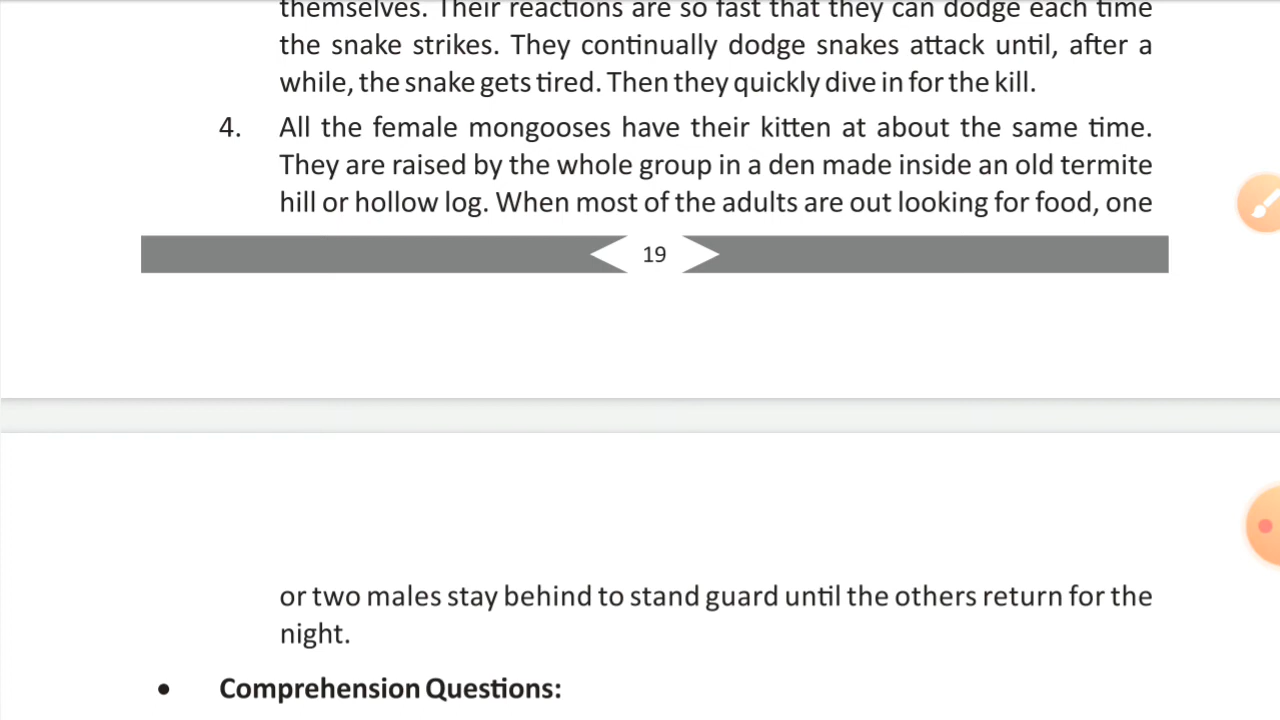 themselves. Their reactions are so fast that they can dodge each time
the snake strikes. They continually dodge snakes attack until, after a
while, the snake gets tired. Then they quickly dive in for the kill.
4. All the female mongooses have their kitten at about the same time.
They are raised by the whole group in a den made inside an old termite
hill or hollow log. When most of the adults are out looking for food, one
19
or two males stay behind to stand guard until the others return for the
night.
• Comprehension Questions: